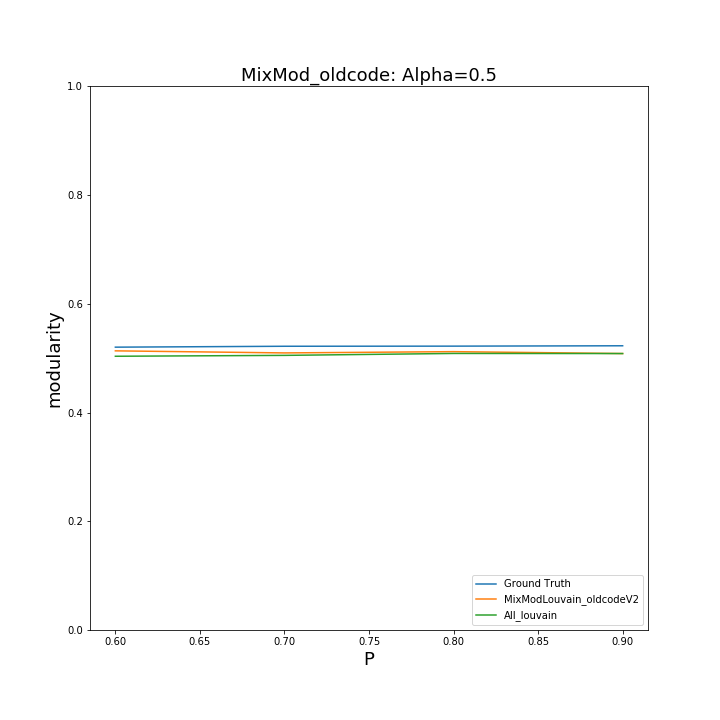 MixMod_oldcode: Alpha=0.5
1.0
0.8
0.6
0.4
0.2
0.0
modularity
0.60 0.65 0.70 0.75 0.80 0.85 0.90
P
Ground Truth
MixModLouvain_oldcodeV2
All_louvain